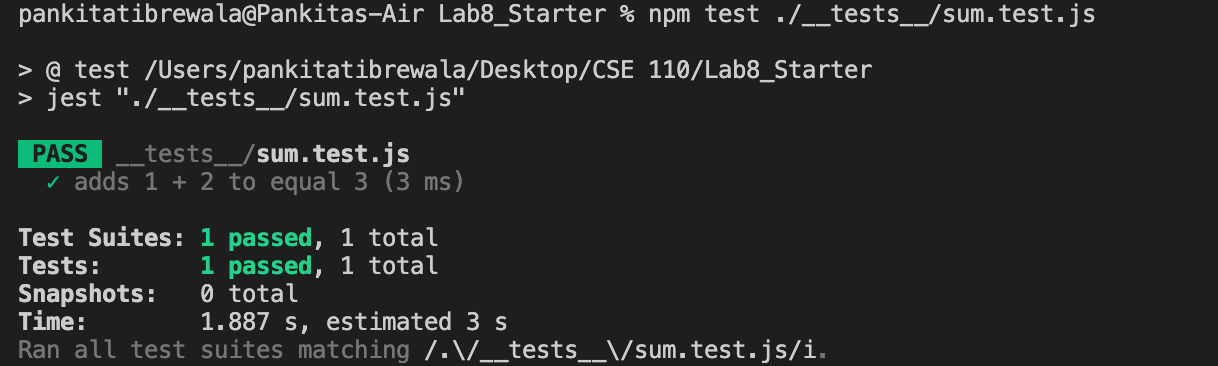 pankitatibrewala@Pankitas-Air Lab8_Starter % npm test ./__tests__/sum.test.js
> @ test /Users/pankitatibrewala/Desktop/CSE 110/Lab8_Starter
> jest "./__tests__/sum.test.js"
PASS __tests__/sum.test.js
✓ adds 1 + 2 to equal 3 (3 ms)
Test Suites: 1 passed, 1 total
Tests: 1 passed, 1 total
Snapshots: 0 total
Time: 1.887 s, estimated 3 s
Ran all test suites matching /.\/__tests__\/sum.test.js/i.